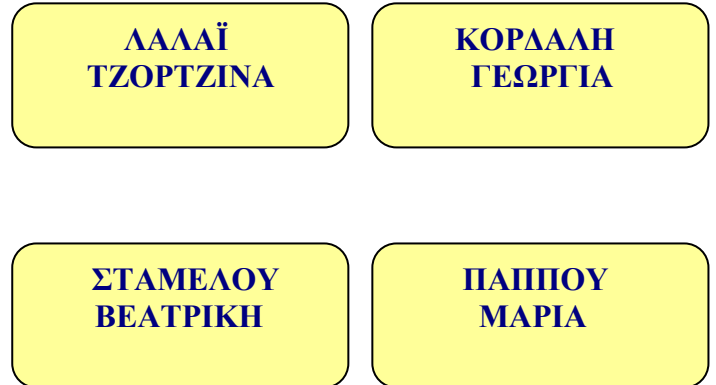 ΛΑΛΑΪ
ΤΖΟΡΤΖΙΝΑ
ΚΟΡΔΑΛΗ
ΓΕΩΡΓΙΑ
ΣΤΑΜΕΛΟΥ
ΒΕΑΤΡΙΚΗ
ΠΑΠΠΟΥ
ΜΑΡΙΑ